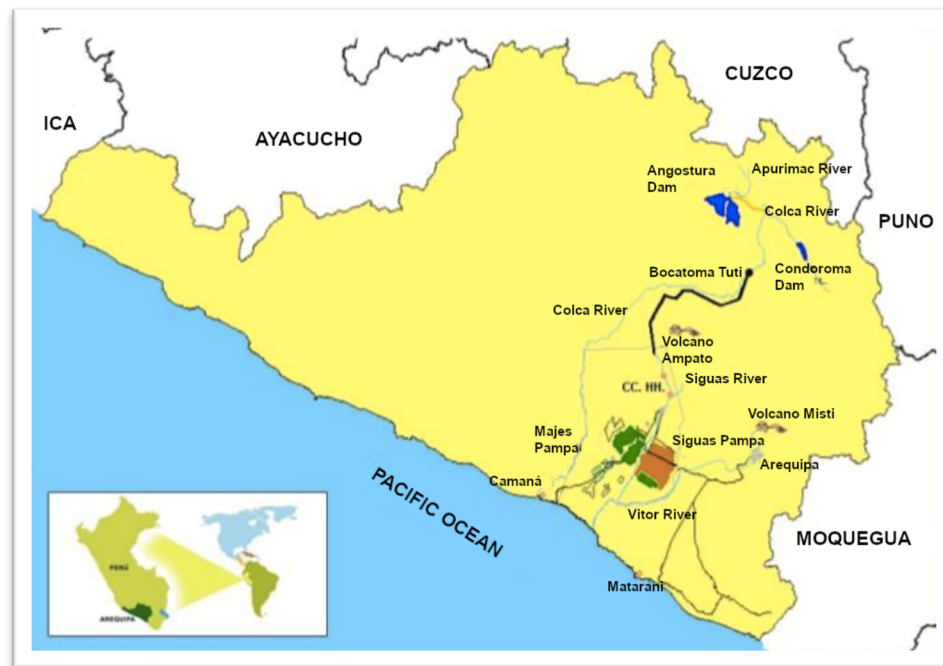 CUZCO
ICA
AYACUCHO
Angostura
Dam
Apurimac River
Colca River
PUNO
Bocatoma Tuti
Condoroma
Dam
Colca River
Volcano
Ampato
Siguas River
CC. HH.
Volcano Misti
Majes
Pampa
Siguas Pampa
Arequipa
Camaná
PACIFIC OCEAN
Vitor River
MOQUEGUA
Matarani
PERÚ
AREQUIPA